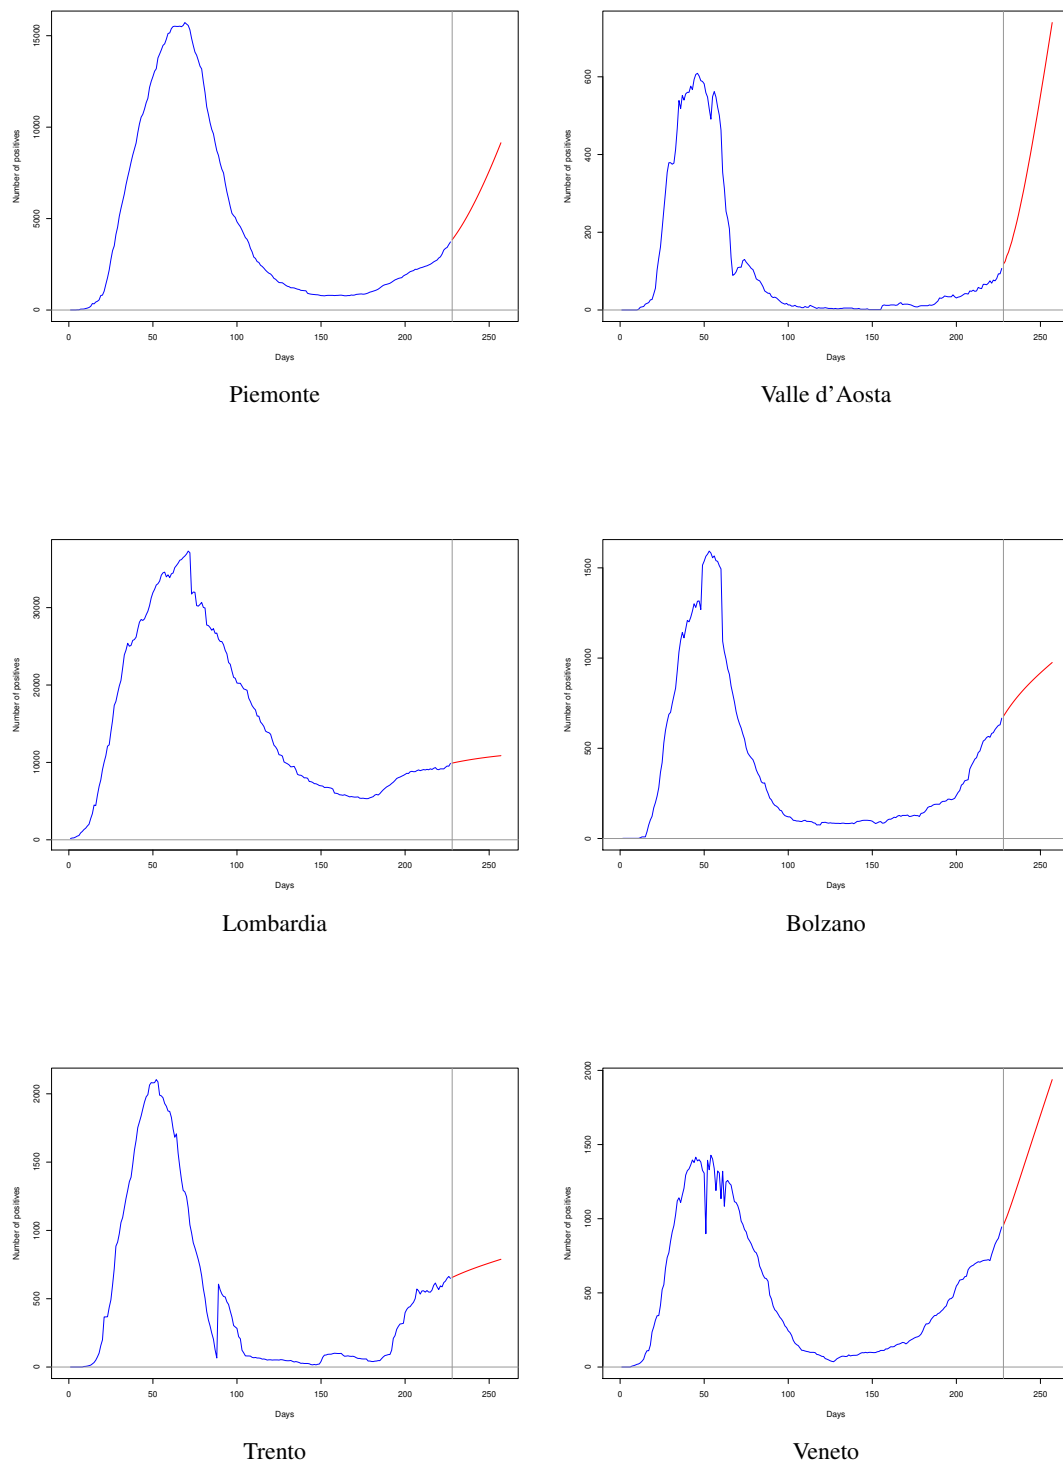 Number of positives
0 5000 10000 15000
0 50 100 150 200 250
Days
Piemonte
Number of positives
0 200 400 600
0 50 100 150 200 250
Days
Valle d'Aosta
Number of positives
0 10000 20000 30000
0 50 100 150 200 250
Days
Lombardia
Number of positives
0 500 1000 1500
0 50 100 150 200 250
Days
Bolzano
Number of positives
0 500 1000 1500 2000
0 50 100 150 200 250
Days
Trento
Number of positives
0 500 1000 1500 2000
0 50 100 150 200 250
Days
Veneto